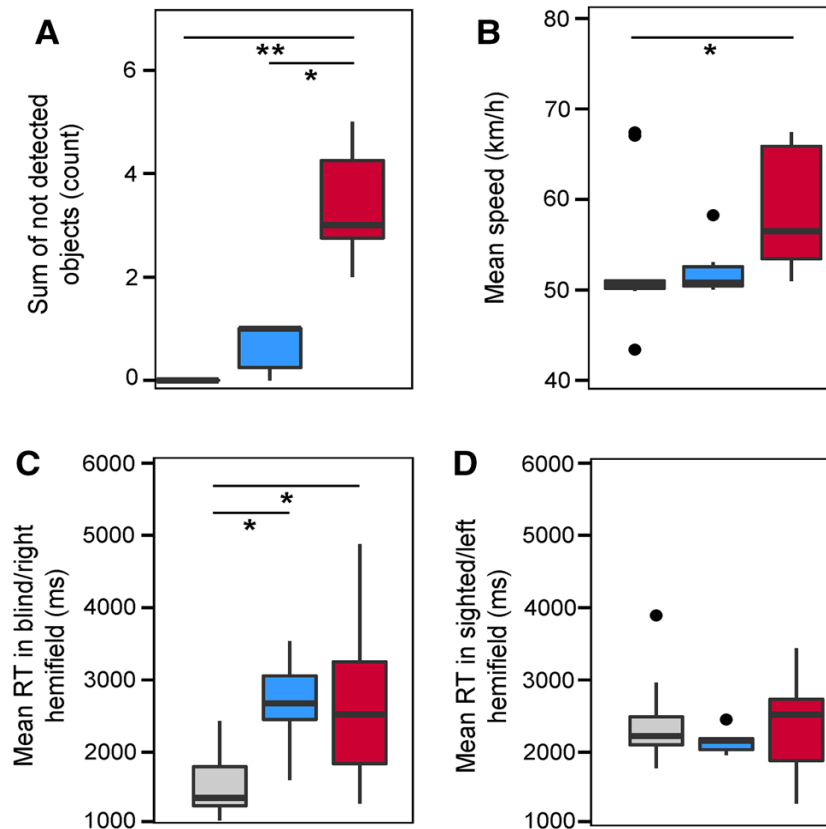 A
Sum of not detected
objects (count)
6
4
2
0
**
*
B
Mean speed (km/h)
80
70
60
50
40
*
C
Mean RT in blind/right
hemifield (ms)
6000
5000
4000
3000
2000
1000
*
*
D
Mean RT in sighted/left
hemifield (ms)
6000
5000
4000
3000
2000
1000